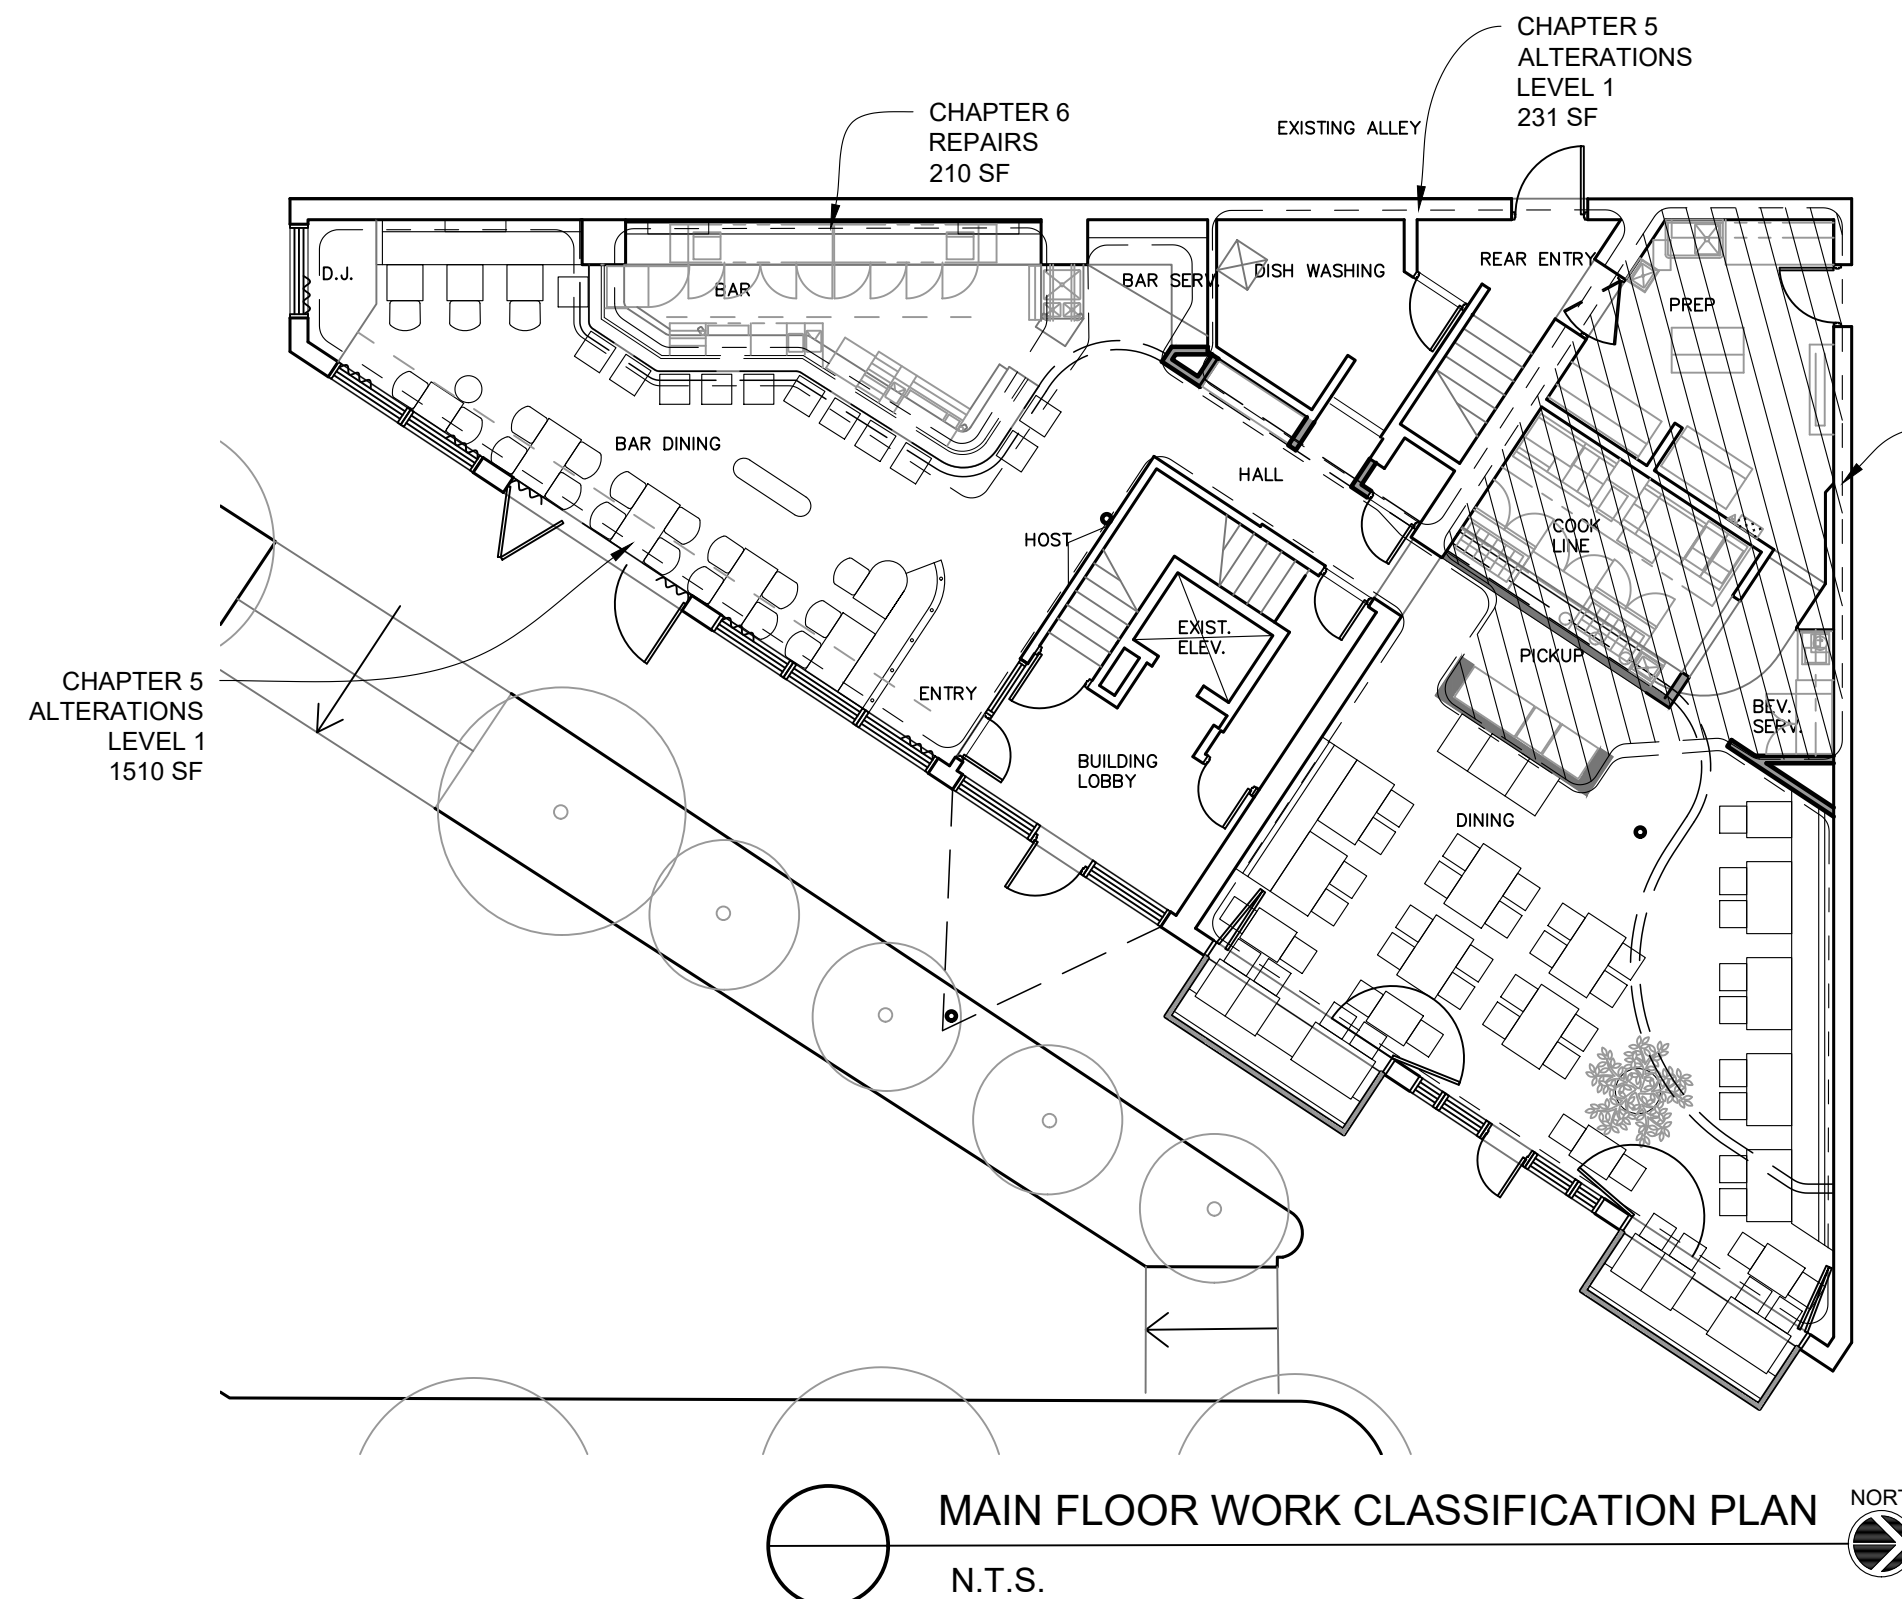 CHAPTER 5
ALTERATIONS
LEVEL 1
231 SF
CHAPTER 6
REPAIRS
210 SF
EXISTING ALLEY
D.J.
BAR
BAR SERV.
DISH WASHING
REAR ENTRY
PREP
BAR DINING
HALL
HOST
COOK
LINE
EXIST.
ELEV.
PICKUP
ENTRY
BEV.
SERV.
BUILDING
LOBBY
DINING
CHAPTER 5
ALTERATIONS
LEVEL 1
1510 SF
MAIN FLOOR WORK CLASSIFICATION PLAN
N.T.S.